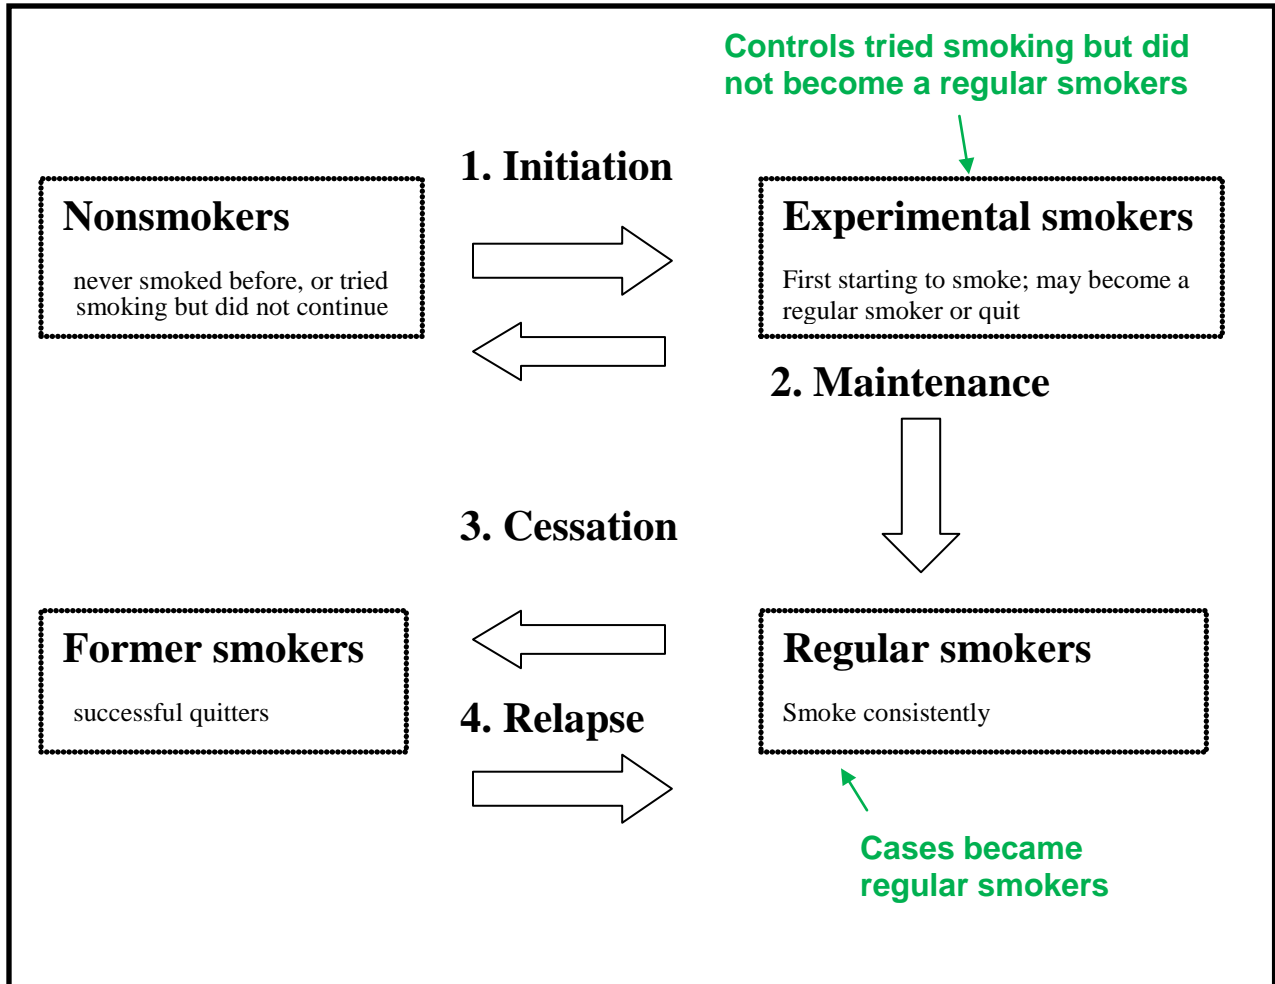 Controls tried smoking but did
not become a regular smokers
1. Initiation
Nonsmokers
never smoked before, or tried
smoking but did not continue
Experimental smokers
First starting to smoke; may become a
regular smoker or quit
2. Maintenance
3. Cessation
Former smokers
successful quitters
4. Relapse
Regular smokers
Smoke consistently
Cases became
regular smokers